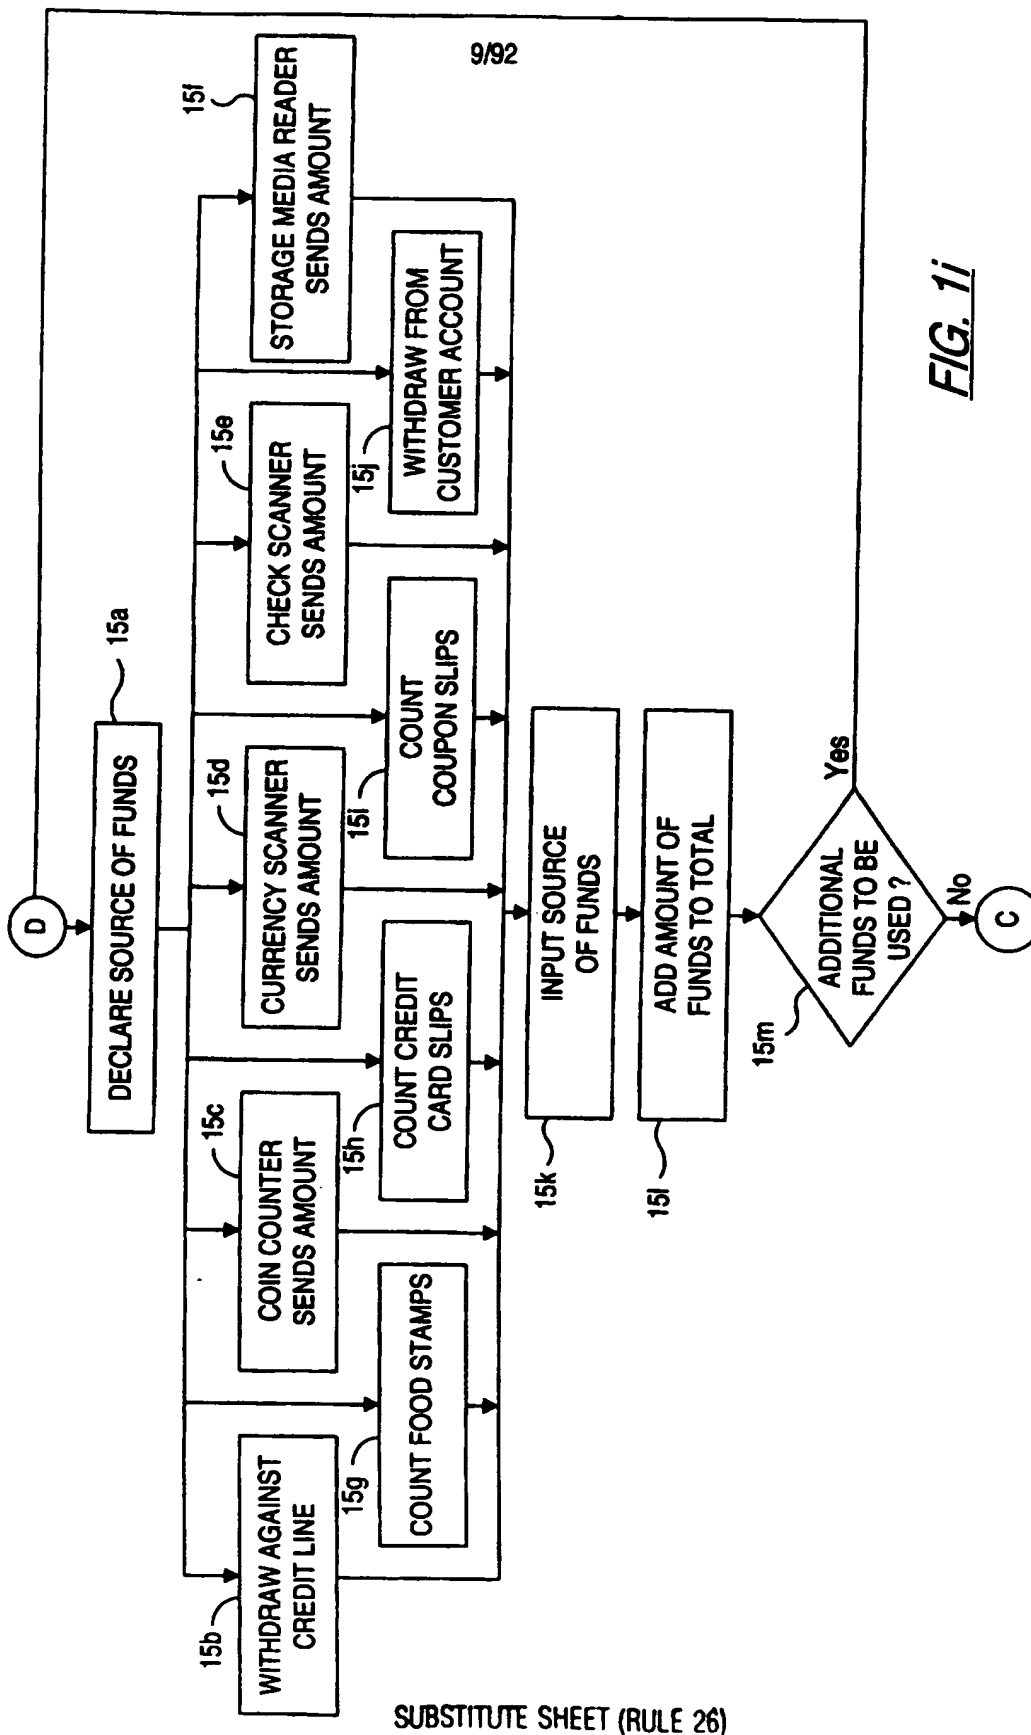 9/92
D
15a
DECLARE SOURCE OF FUNDS
15b
WITHDRAW AGAINST
CREDIT LINE
15c
COIN COUNTER
SENDS AMOUNT
15d
CURRENCY SCANNER
SENDS AMOUNT
15e
CHECK SCANNER
SENDS AMOUNT
15f
STORAGE MEDIA READER
SENDS AMOUNT
15g
COUNT FOOD STAMPS
15h
COUNT CREDIT
CARD SLIPS
15i
COUNT
COUPON SLIPS
15j
WITHDRAW FROM
CUSTOMER ACCOUNT
15k
INPUT SOURCE
OF FUNDS
15l
ADD AMOUNT OF
FUNDS TO TOTAL
15m
ADDITIONAL
FUNDS TO BE
USED ?
Yes
No
C
FIG. 1i
SUBSTITUTE SHEET (RULE 26)